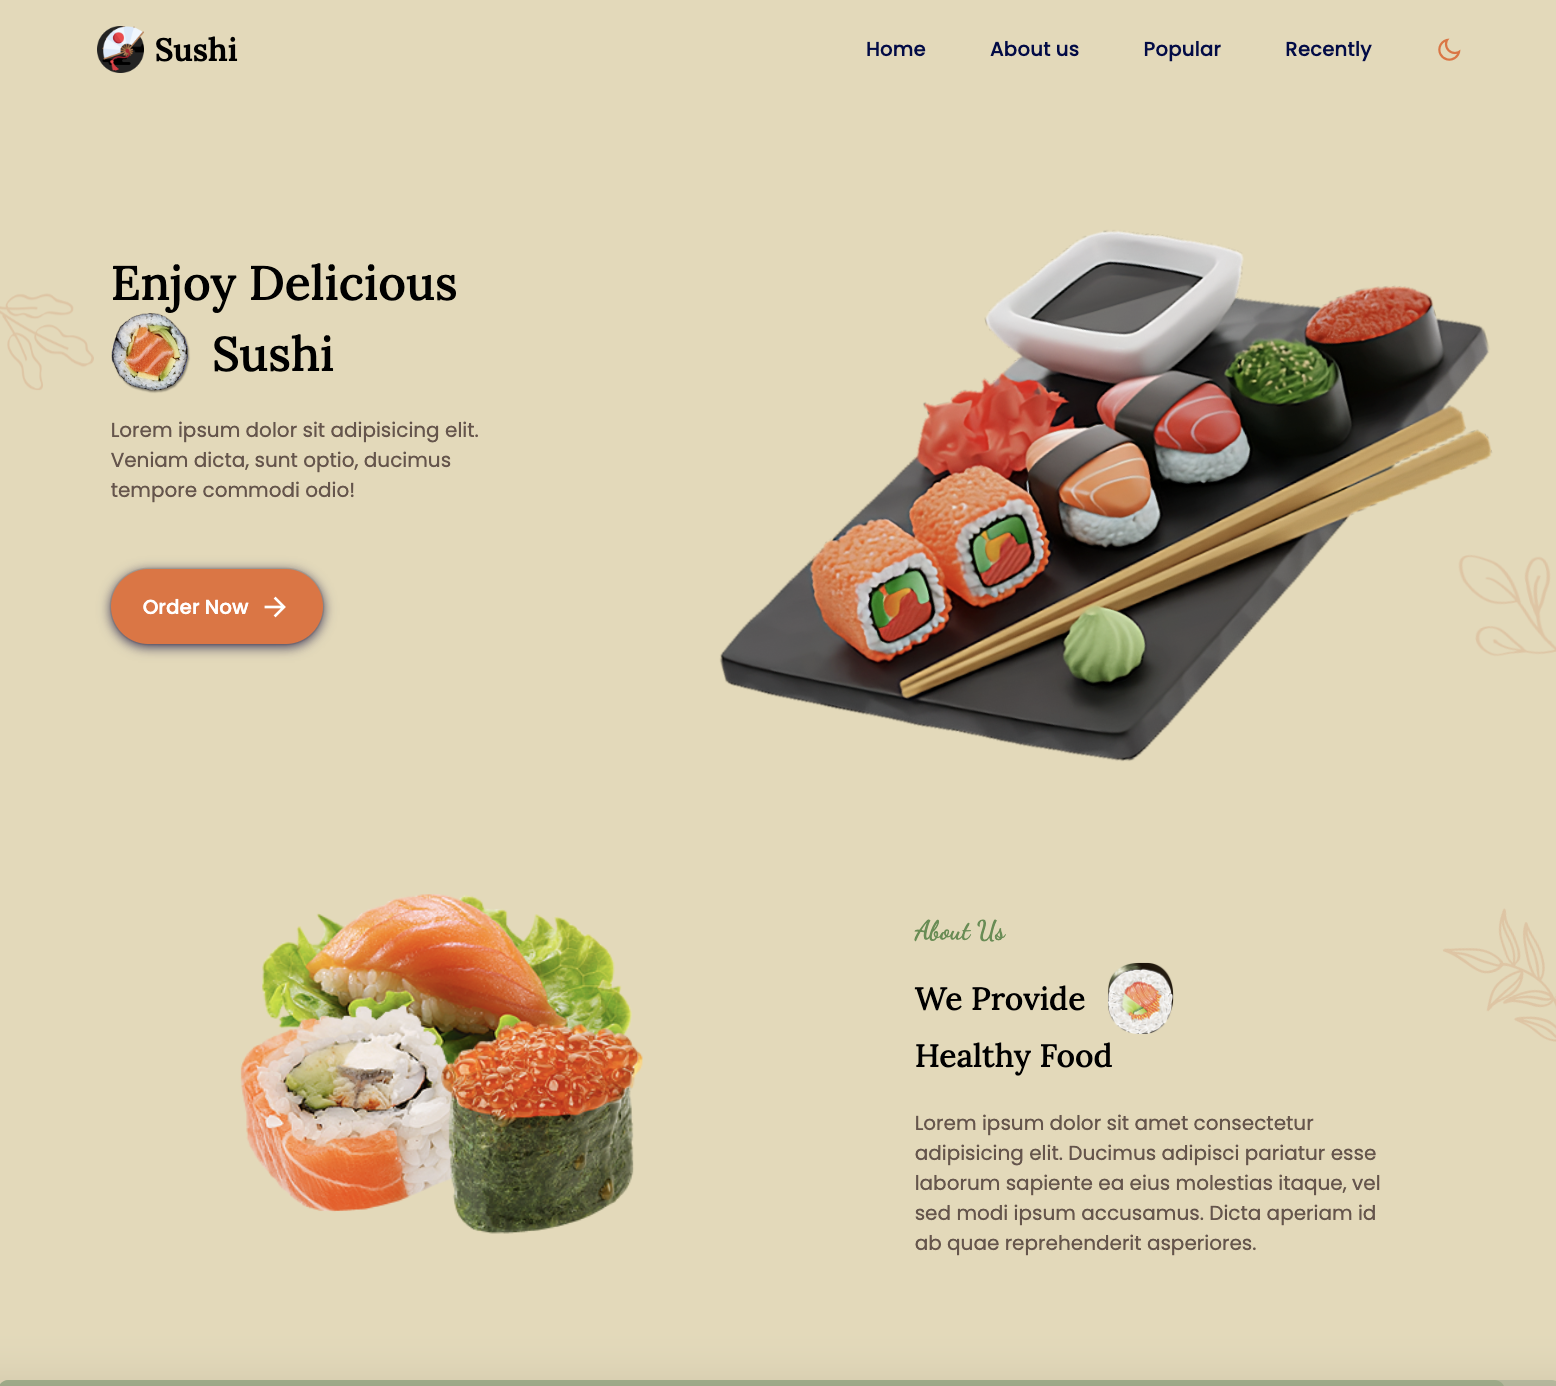 Sushi
Home About us Popular Recently
Enjoy Delicious
Sushi
Lorem ipsum dolor sit adipisicing elit.
Veniam dicta, sunt optio, ducimus
tempore commodi odio!
Order Now
About Us
We Provide
Healthy Food
Lorem ipsum dolor sit amet consectetur
adipisicing elit. Ducimus adipisci pariatur esse
laborum sapiente ea eius molestias itaque, vel
sed modi ipsum accusamus. Dicta aperiam id
ab quae reprehenderit asperiores.